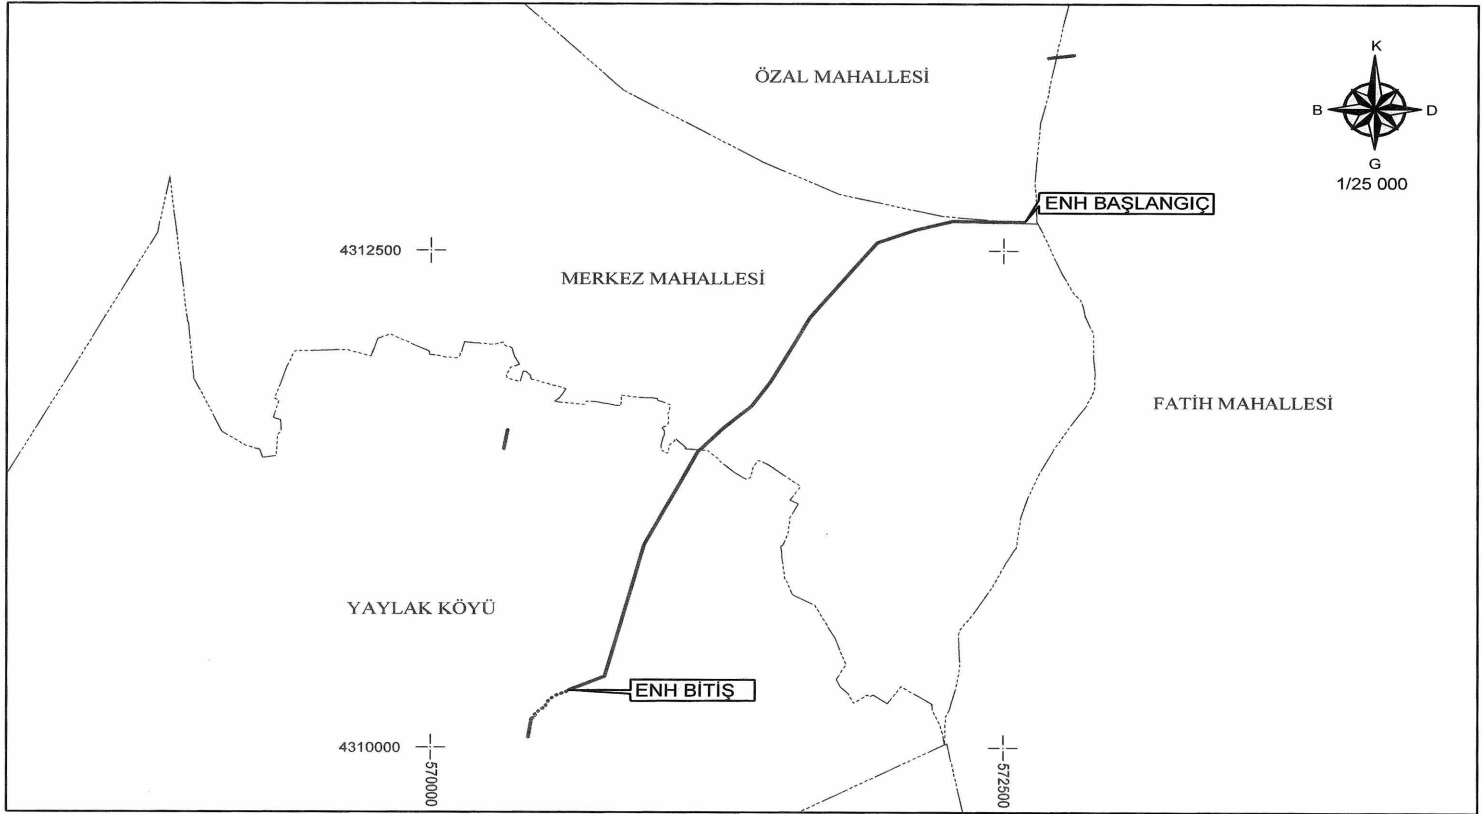 ÖZAL MAHALLESİ
K
B
D
G
1/25 000
ENH BAŞLANGIÇ
4312500
MERKEZ MAHALLESİ
FATİH MAHALLESİ
YAYLAK KÖYÜ
ENH BİTİŞ
4310000
570000
572500